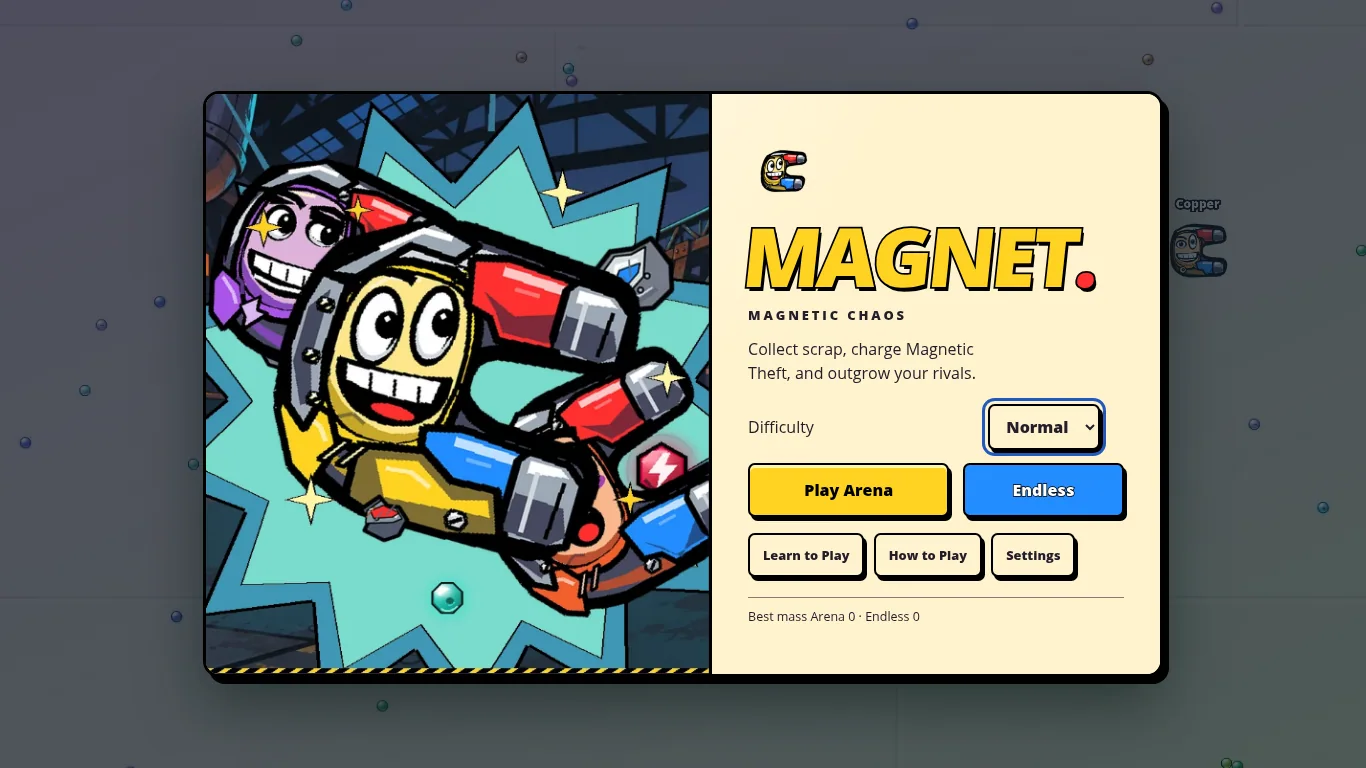 Copper
MAGNET.
MAGNETIC CHAOS
Collect scrap, charge Magnetic
Theft, and outgrow your rivals.
Difficulty
Normal
Play Arena
Endless
Learn to Play
How to Play
Settings
Best mass Arena 0 · Endless 0